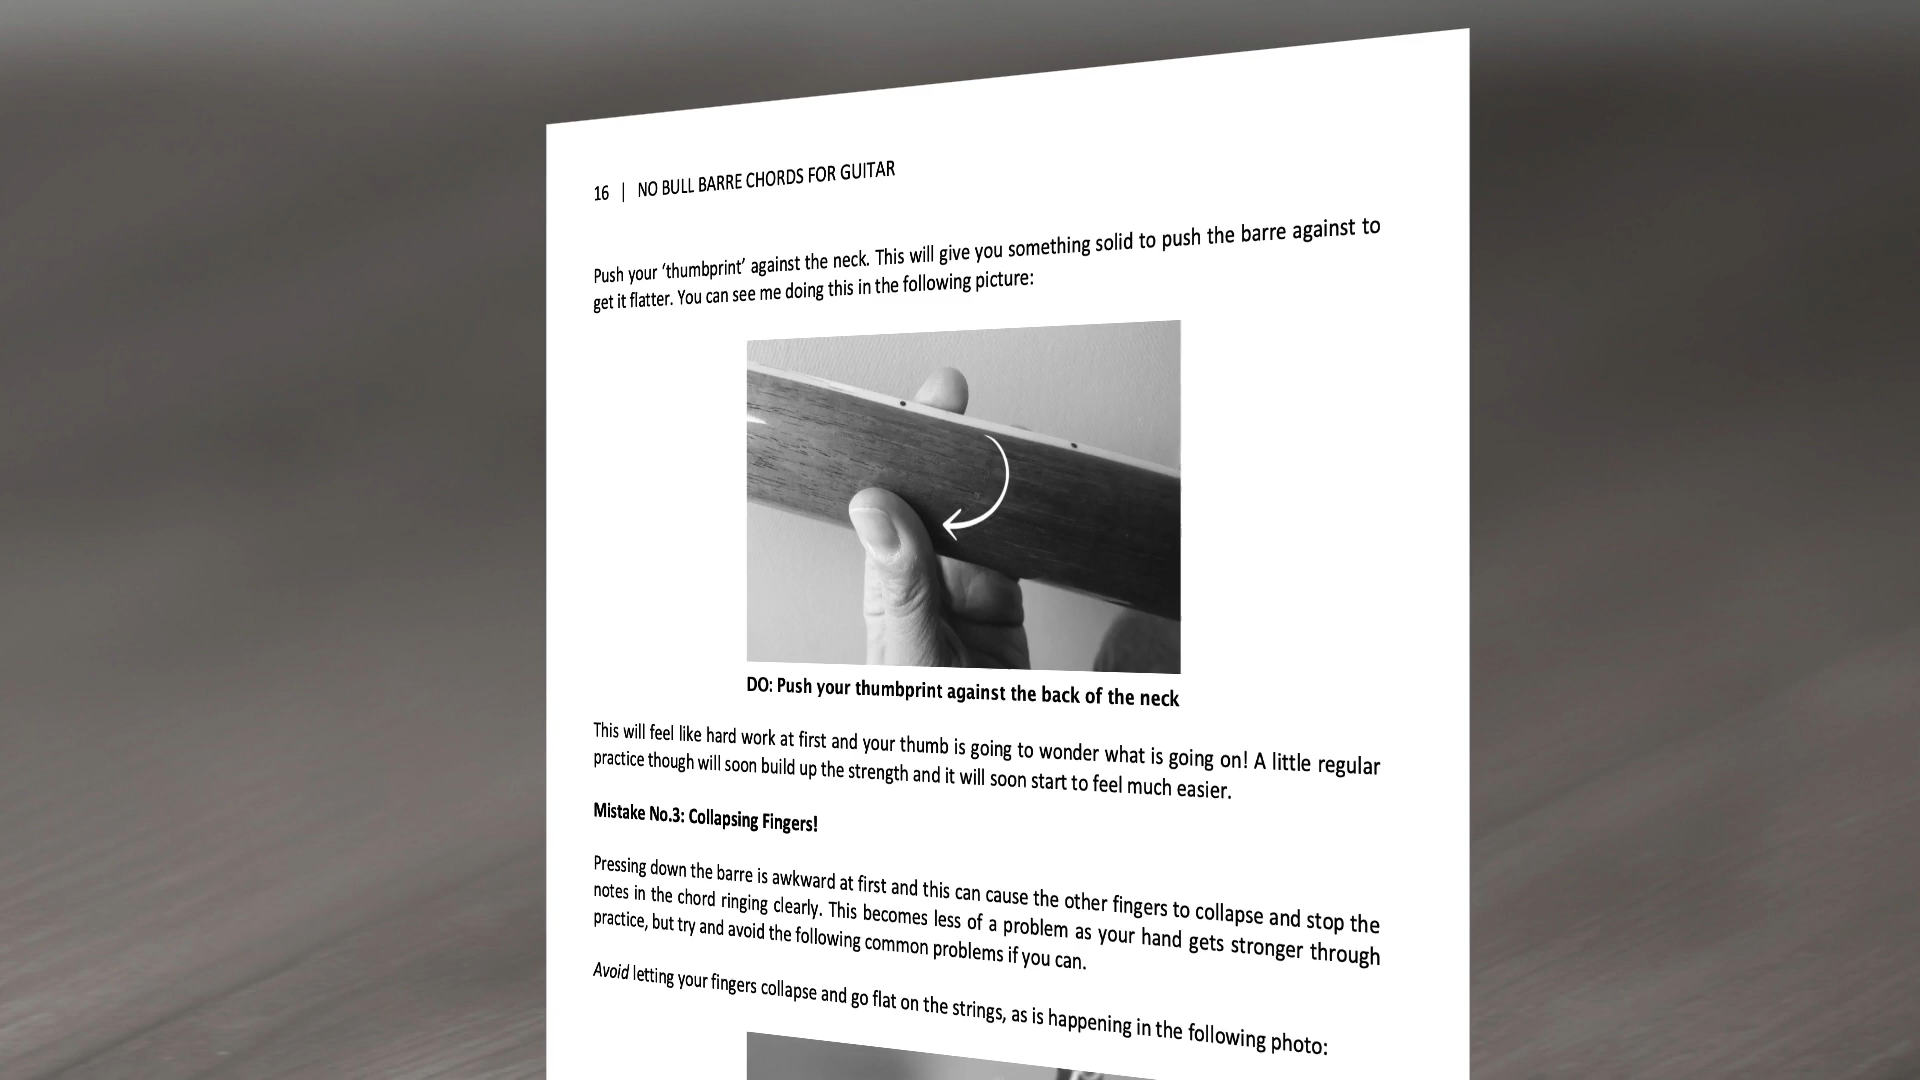 16 | NO BULL BARRE CHORDS FOR GUITAR
Push your ‘thumbprint’ against the neck. This will give you something solid to push the barre against to
get it flatter. You can see me doing this in the following picture:
DO: Push your thumbprint against the back of the neck
This will feel like hard work at first and your thumb is going to wonder what is going on! A little regular
practice though will soon build up the strength and it will soon start to feel much easier.
Mistake No.3: Collapsing Fingers!
Pressing down the barre is awkward at first and this can cause the other fingers to collapse and stop the
notes in the chord ringing clearly. This becomes less of a problem as your hand gets stronger through
practice, but try and avoid the following common problems if you can.
Avoid letting your fingers collapse and go flat on the strings, as is happening in the following photo: